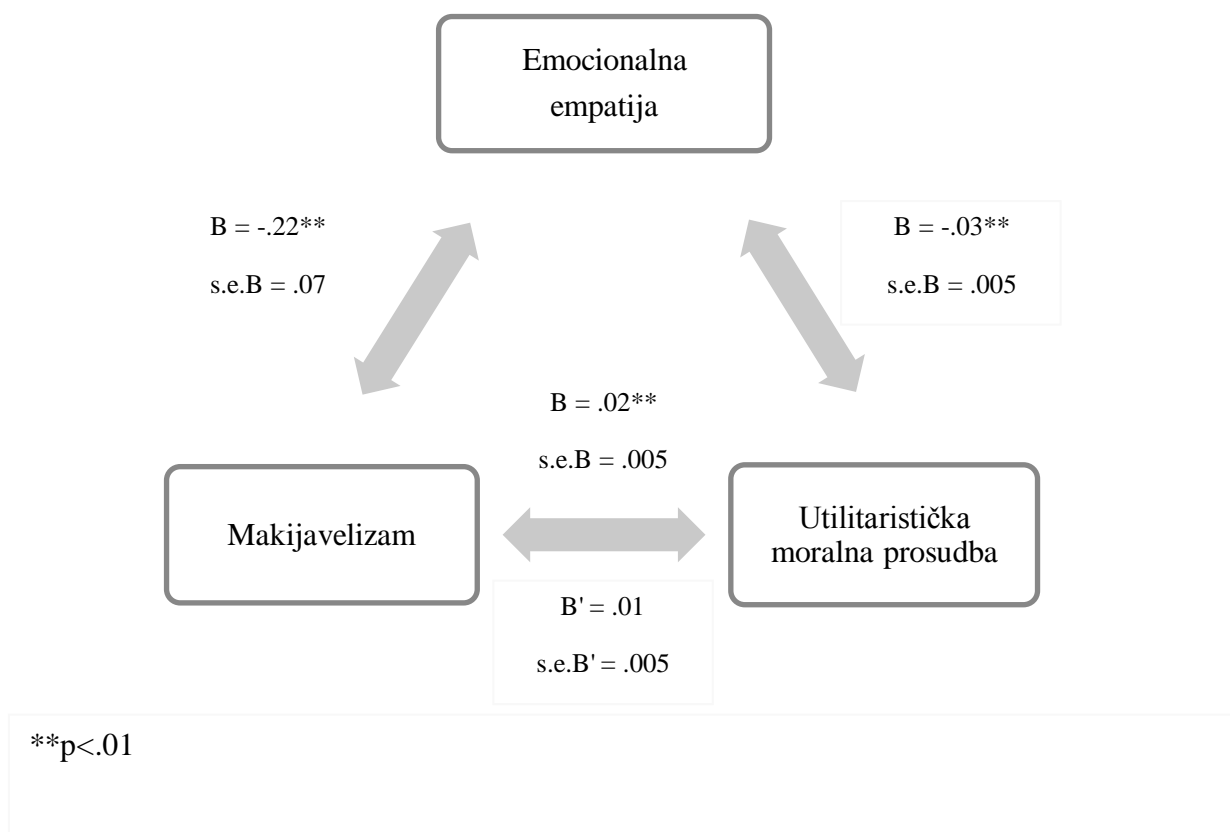 Emocionalna
empatija
B = -.22**
s.e.B = .07
B = -.03**
s.e.B = .005
B = .02**
s.e.B = .005
Makijavelizam
Utilitaristička
moralna prosudba
B' = .01
s.e.B' = .005
**p<.01